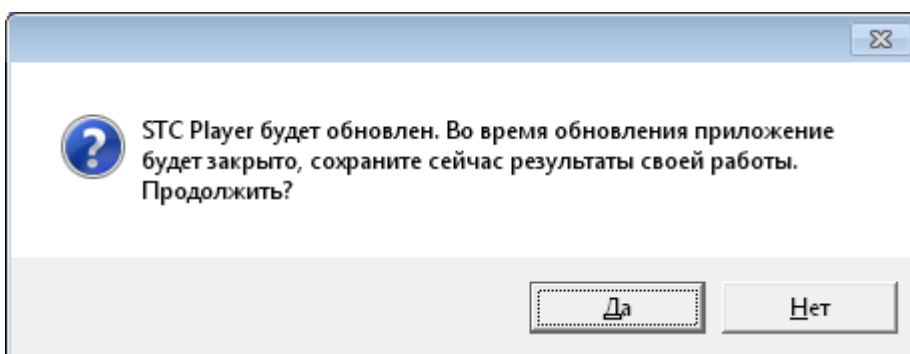 STC Player будет обновлен. Во время обновления приложение
будет закрыто, сохраните сейчас результаты своей работы.
Продолжить?
Да
Нет